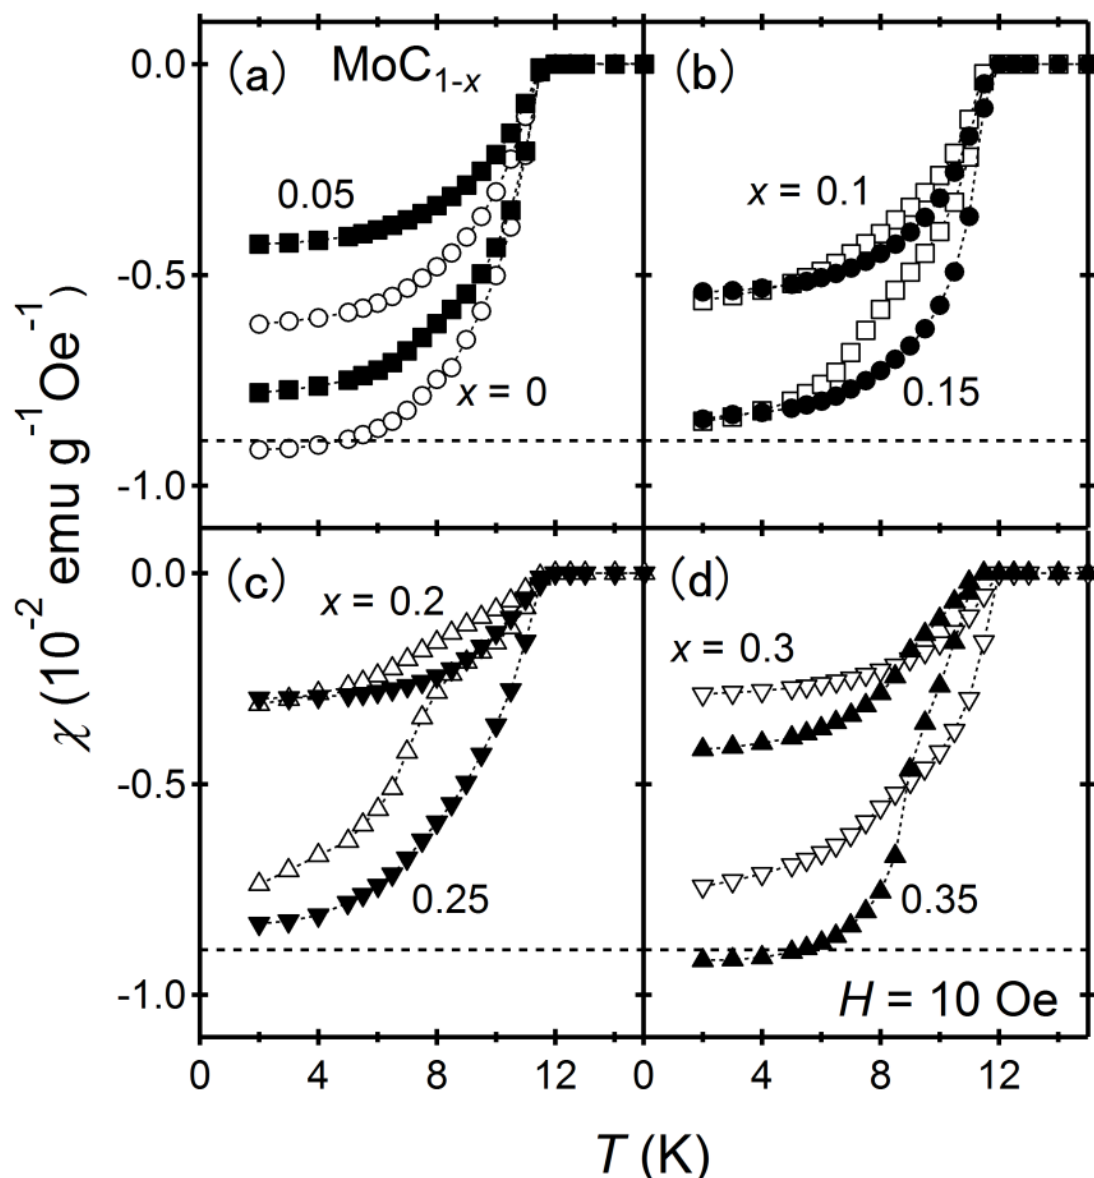 (a) MoC₁₋ₓ
(b)
0.0
0.05
x = 0.1
-0.5
x = 0
0.15
-1.0
(c)
(d)
0.0
x = 0.2
x = 0.3
-0.5
0.25
0.35
-1.0
H = 10 Oe
0 4 8 12 0 4 8 12
T (K)
χ (10⁻² emu g⁻¹ Oe⁻¹)